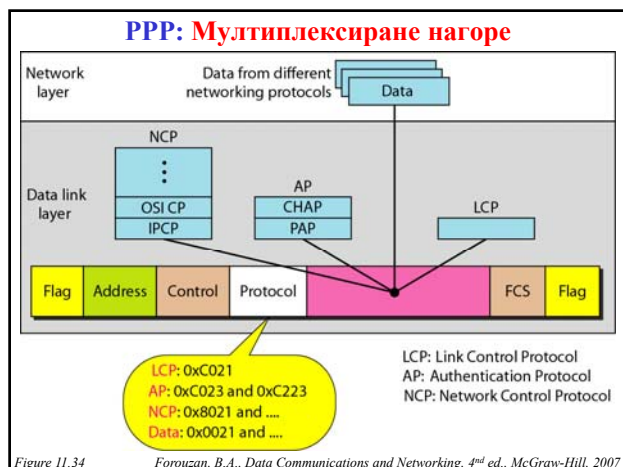 PPP: Мултиплексиране нагоре
Network
layer
Data from different
networking protocols
Data
NCP
Data link
layer
OSI CP
IPCP
AP
CHAP
PAP
LCP
Flag
Address
Control
Protocol
FCS
Flag
LCP: 0xC021
AP: 0xC023 and 0xC223
NCP: 0x8021 and ....
Data: 0x0021 and ....
LCP: Link Control Protocol
AP: Authentication Protocol
NCP: Network Control Protocol
Figure 11.34
Forouzan, B.A., Data Communications and Networking, 4nd ed., McGraw-Hill, 2007